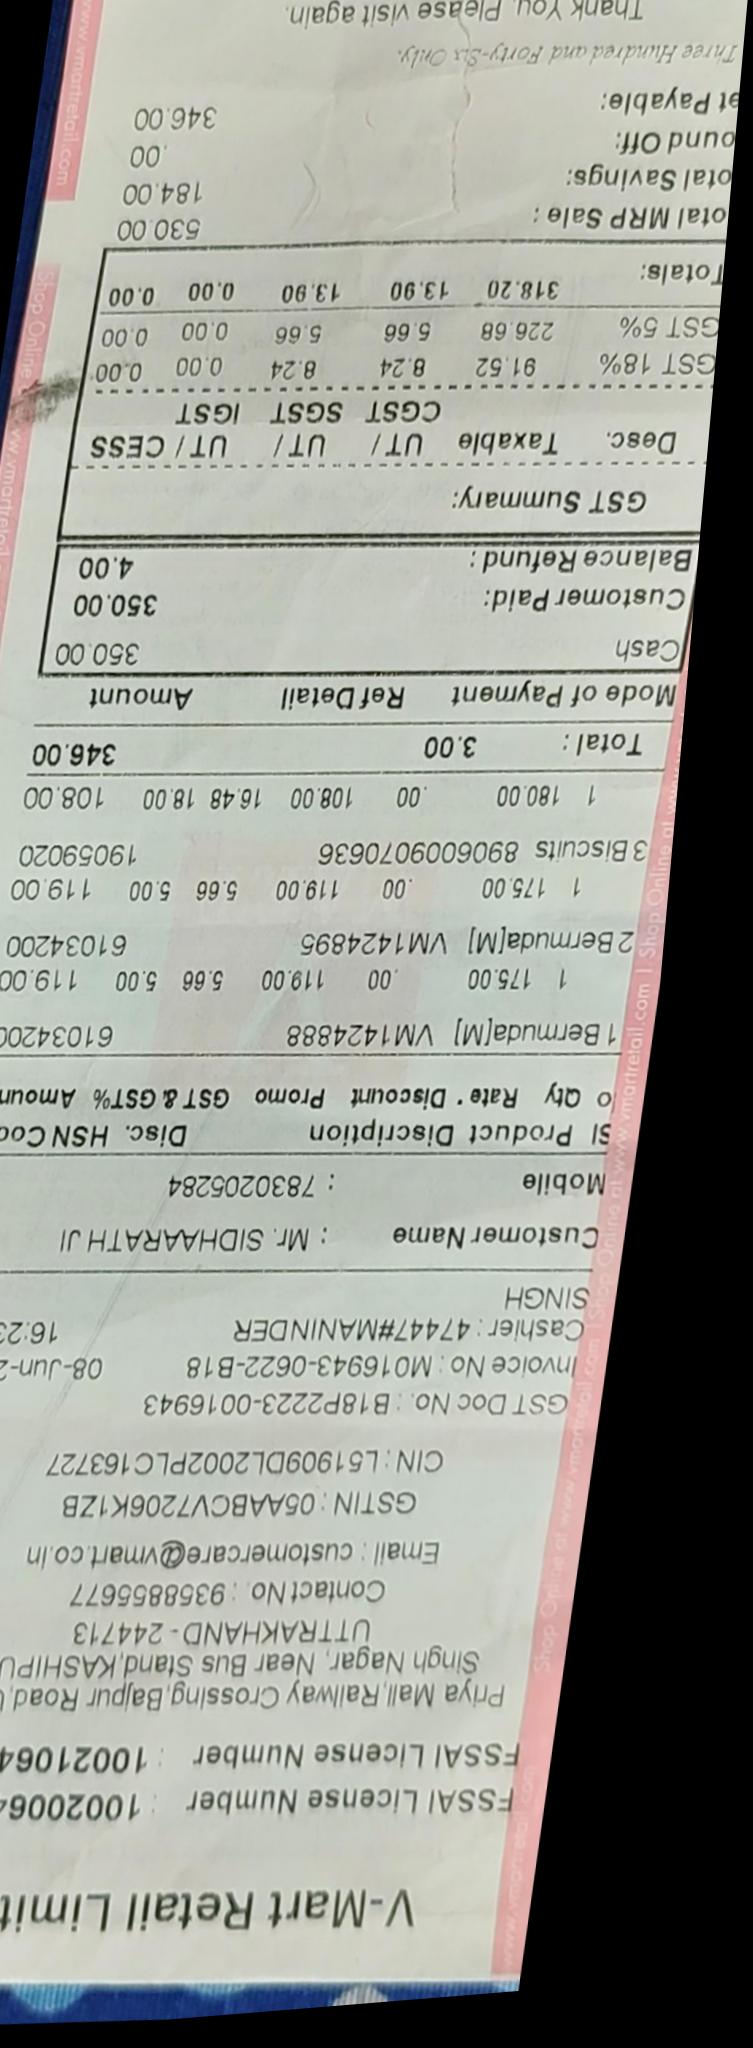 V-Mart Retail Limit
FSSAI License Number : 10020064
FSSAI License Number : 10021064
Priya Mall,Railway Crossing,Bajpur Road,
Singh Nagar, Near Bus Stand,KASHIPU
UTTRAKHAND - 244713
Contact No. : 9358855677
Email : customercare@vmart.co.in
GSTIN : 05AABCV7206K1ZB
CIN : L51909DL2002PLC163727
GST Doc No. : B18P2223-0016943
Invoice No : M016943-0622-B18 08-Jun-2
Cashier : 47447#MANINDER 16:23
SINGH
Customer Name : Mr. SIDHAARATH JI
Mobile : 7830205284
Sl Product Discription Disc. HSN Coo
o Qty Rate * Discount Promo GST & GST% Amoun
1 Bermuda[M] VM1424888 61034200
1 175.00 .00 119.00 5.66 5.00 119.00
2 Bermuda[M] VM1424895 61034200
1 175.00 .00 119.00 5.66 5.00 119.00
3 Biscuits 8906009070636 19059020
1 180.00 .00 108.00 16.48 18.00 108.00
Total : 3.00 346.00
Mode of Payment Ref Detail Amount
Cash 350.00
Customer Paid: 350.00
Balance Refund : 4.00
GST Summary:
Desc. Taxable UT / UT / UT / CESS
CGST SGST IGST
GST 18% 91.52 8.24 8.24 0.00 0.00
GST 5% 226.68 5.66 5.66 0.00 0.00
Totals: 318.20 13.90 13.90 0.00 0.00
otal MRP Sale : 530.00
otal Savings: 184.00
ound Off: .00
et Payable: 346.00
Three Hundred and Forty-Six Only.
Thank You. Please visit again.
www.vmartretail.com
Shop Online at www.vmartretail.com | Shop Online at www.vmartretail.com